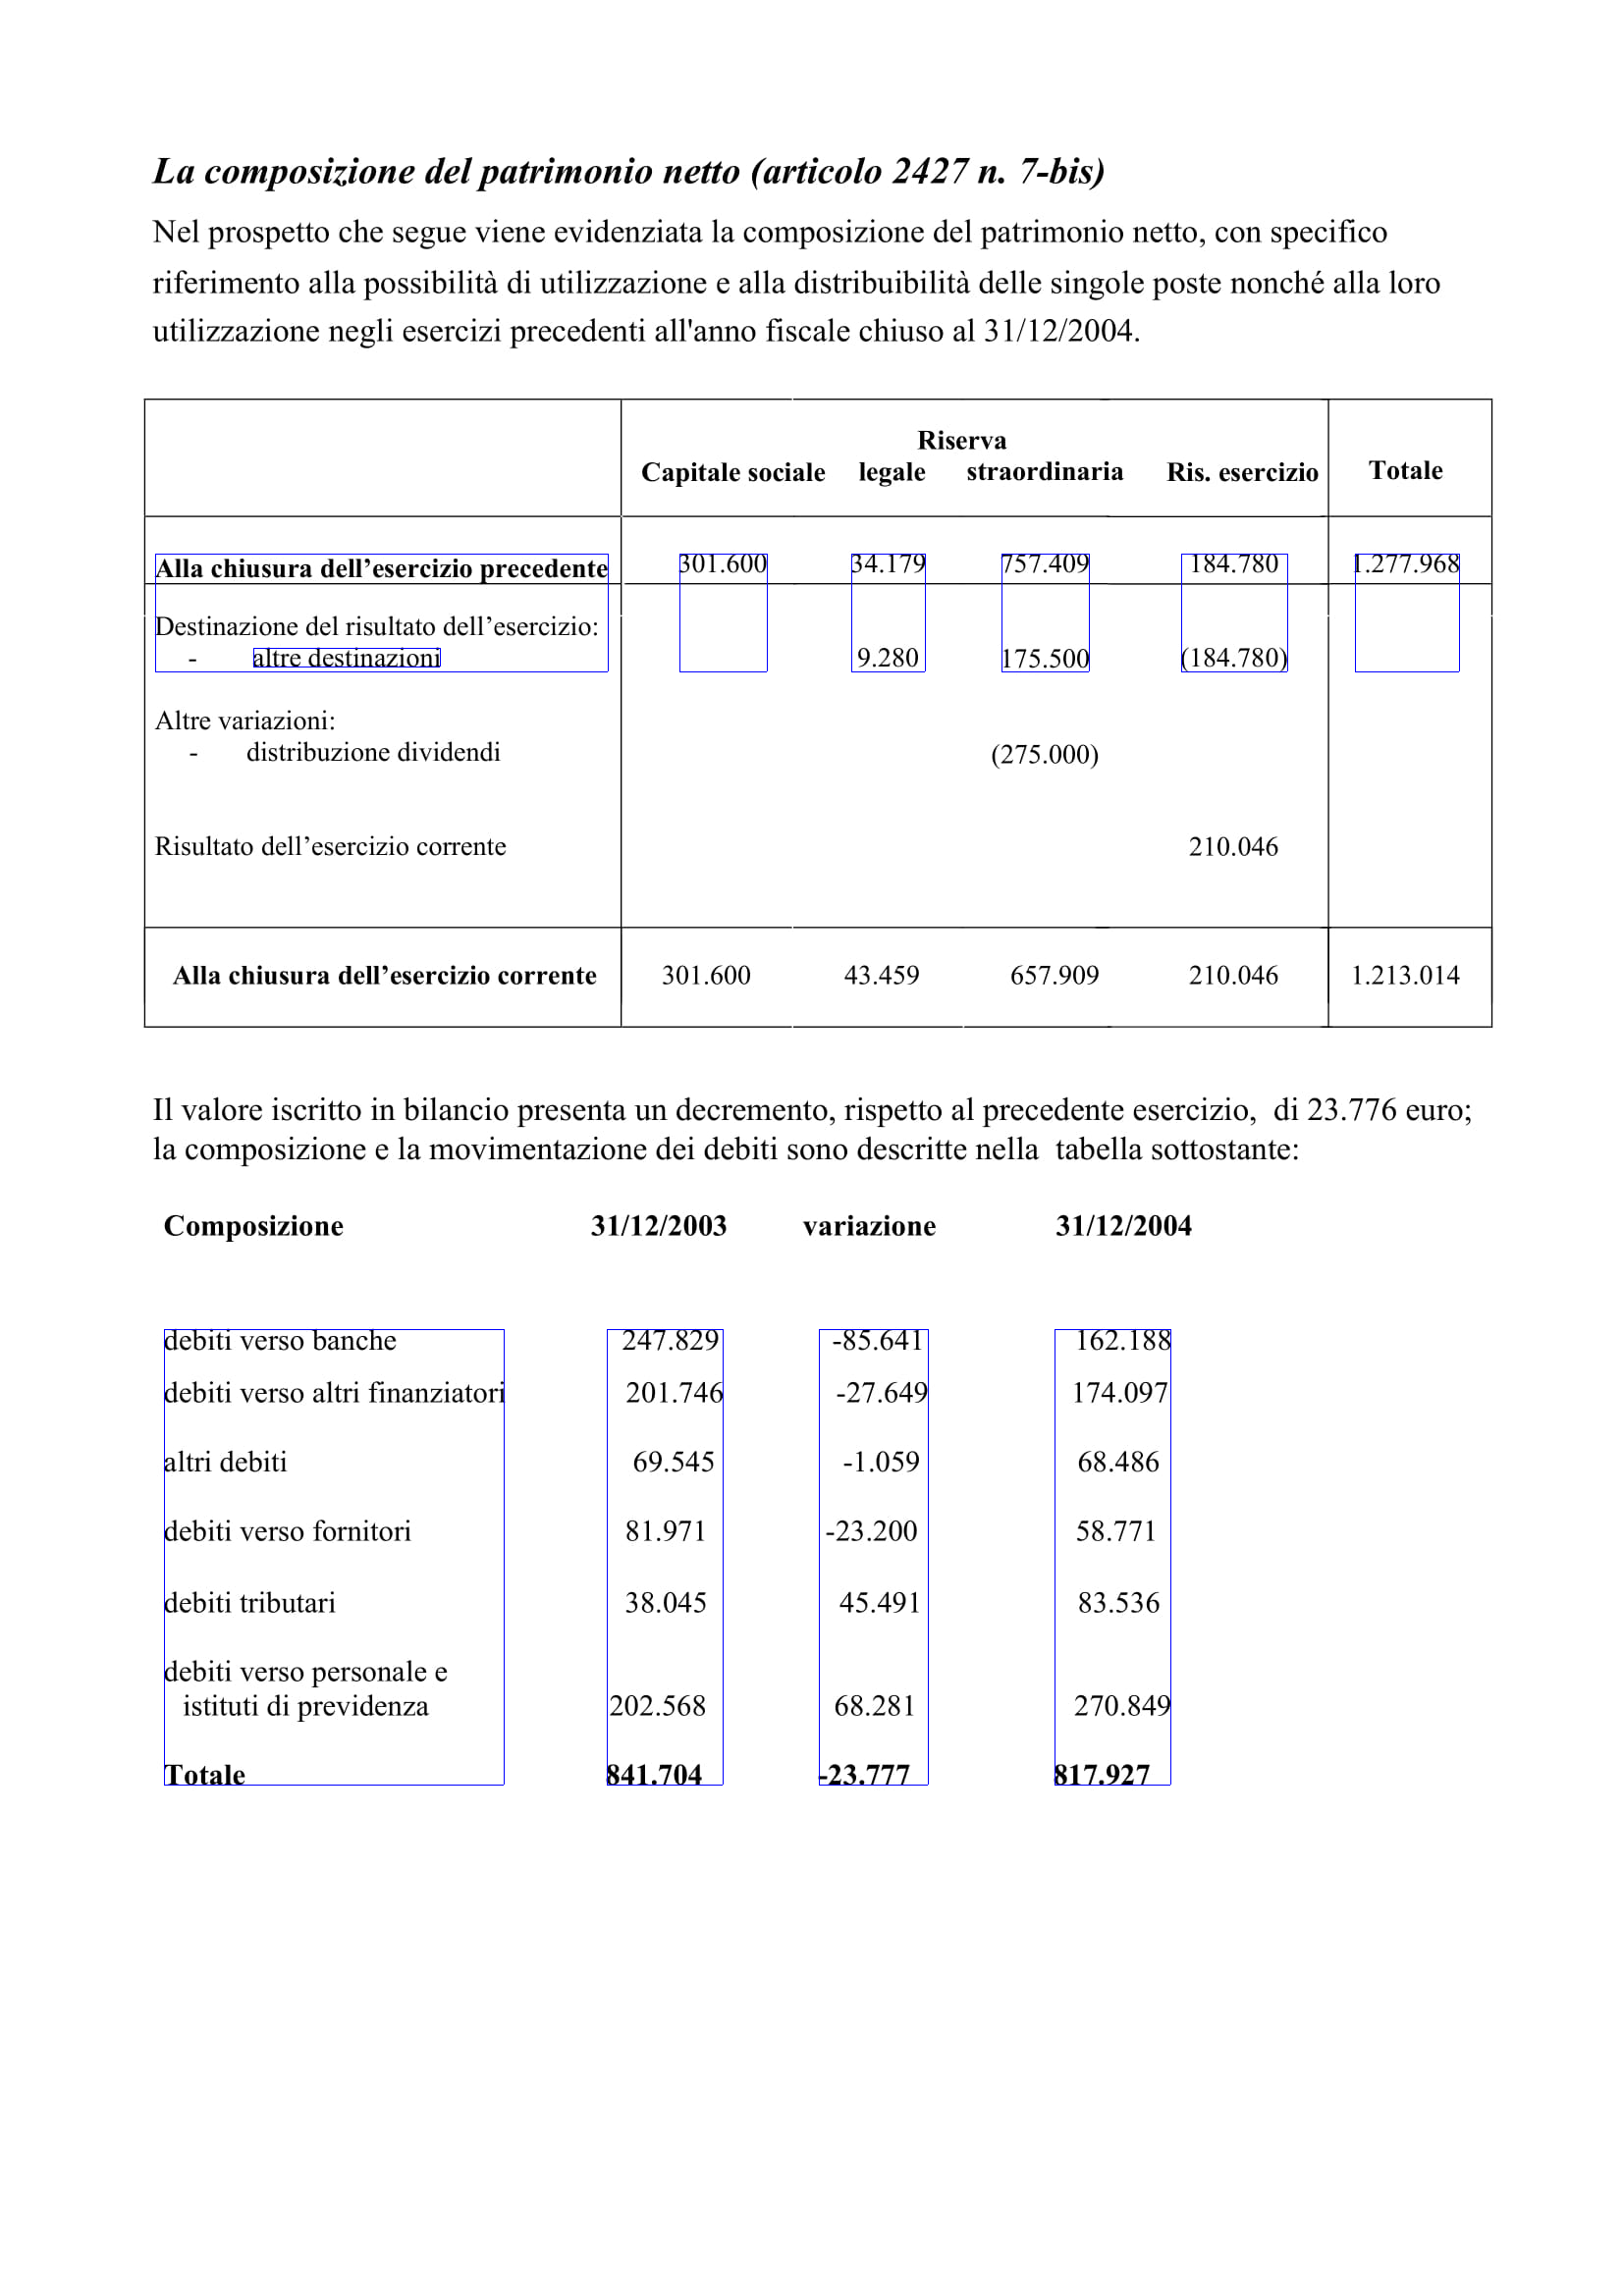 La composizione del patrimonio netto (articolo 2427 n. 7-bis)
Nel prospetto che segue viene evidenziata la composizione del patrimonio netto, con specifico
riferimento alla possibilità di utilizzazione e alla distribuibilità delle singole poste nonché alla loro
utilizzazione negli esercizi precedenti all'anno fiscale chiuso al 31/12/2004.
Riserva
Capitale sociale legale straordinaria Ris. esercizio Totale
Alla chiusura dell’esercizio precedente 301.600 34.179 757.409 184.780 1.277.968
Destinazione del risultato dell’esercizio:
- altre destinazioni 9.280 175.500 (184.780)
Altre variazioni:
- distribuzione dividendi (275.000)
Risultato dell’esercizio corrente 210.046
Alla chiusura dell’esercizio corrente 301.600 43.459 657.909 210.046 1.213.014
Il valore iscritto in bilancio presenta un decremento, rispetto al precedente esercizio, di 23.776 euro;
la composizione e la movimentazione dei debiti sono descritte nella tabella sottostante:
Composizione 31/12/2003 variazione 31/12/2004
debiti verso banche 247.829 -85.641 162.188
debiti verso altri finanziatori 201.746 -27.649 174.097
altri debiti 69.545 -1.059 68.486
debiti verso fornitori 81.971 -23.200 58.771
debiti tributari 38.045 45.491 83.536
debiti verso personale e
istituti di previdenza 202.568 68.281 270.849
Totale 841.704 -23.777 817.927